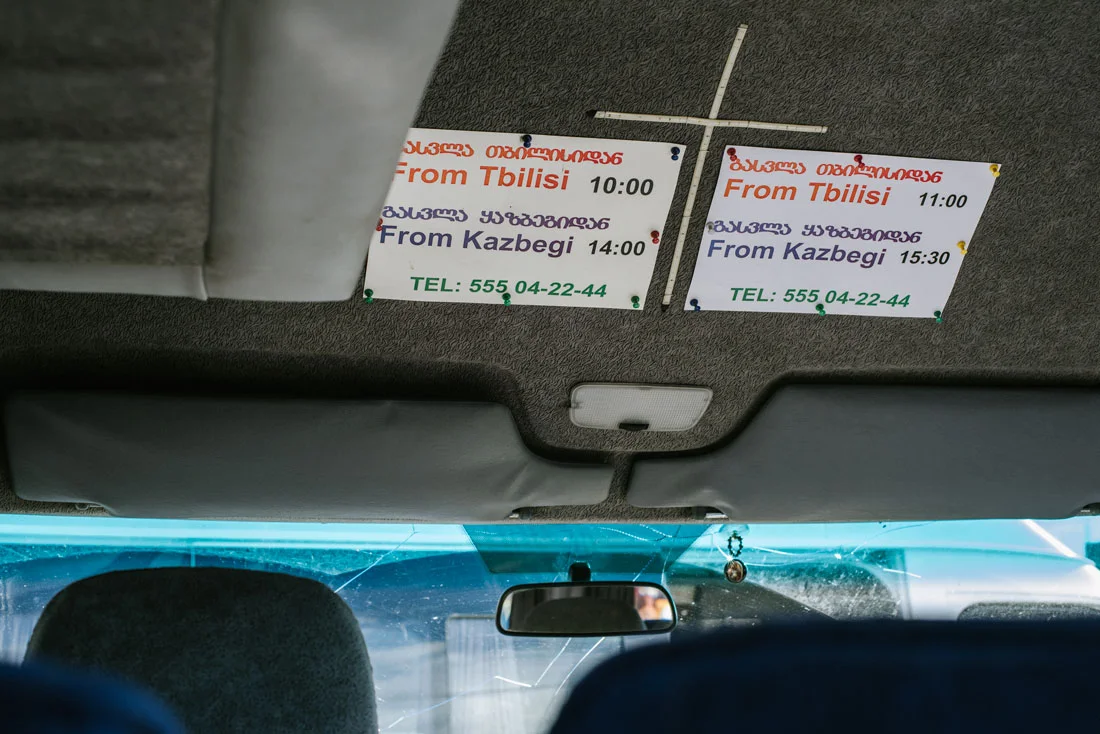 გასვლა თბილისიდან
From Tbilisi 10:00
გასვლა ყაზბეგიდან
From Kazbegi 14:00
TEL: 555 04-22-44
გასვლა თბილისიდან
From Tbilisi 11:00
გასვლა ყაზბეგიდან
From Kazbegi 15:30
TEL: 555 04-22-44